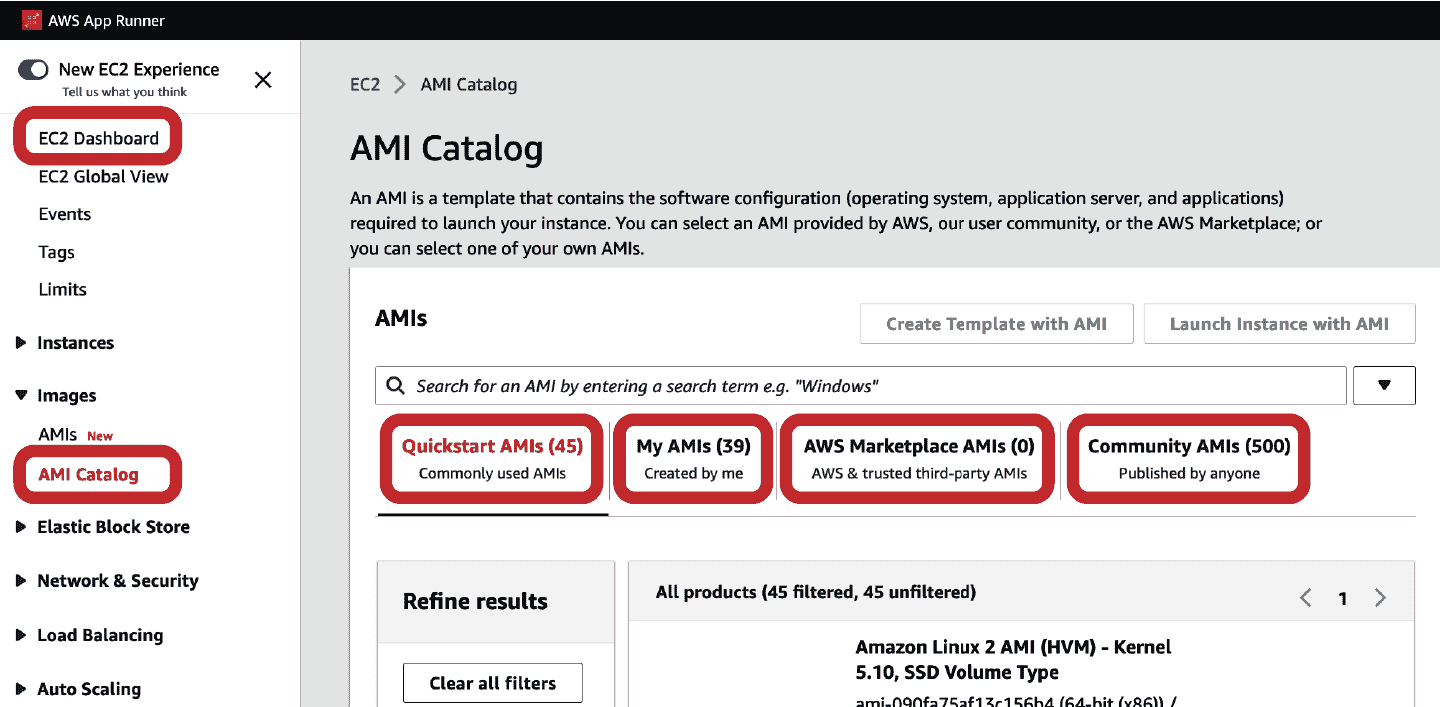 AWS App Runner
New EC2 Experience
Tell us what you think
EC2 Dashboard
EC2 Global View
Events
Tags
Limits
Instances
Images
AMIs New
AMI Catalog
Elastic Block Store
Network & Security
Load Balancing
Auto Scaling
EC2 > AMI Catalog
AMI Catalog
An AMI is a template that contains the software configuration (operating system, application server, and applications)
required to launch your instance. You can select an AMI provided by AWS, our user community, or the AWS Marketplace; or
you can select one of your own AMIs.
AMIs
Create Template with AMI
Launch Instance with AMI
Search for an AMI by entering a search term e.g. "Windows"
Quickstart AMIs (45)
Commonly used AMIs
My AMIs (39)
Created by me
AWS Marketplace AMIs (0)
AWS & trusted third-party AMIs
Community AMIs (500)
Published by anyone
Refine results
Clear all filters
All products (45 filtered, 45 unfiltered)
1
Amazon Linux 2 AMI (HVM) - Kernel
5.10, SSD Volume Type
ami-090fa75af13c156b4 (64-bit (x86)) /